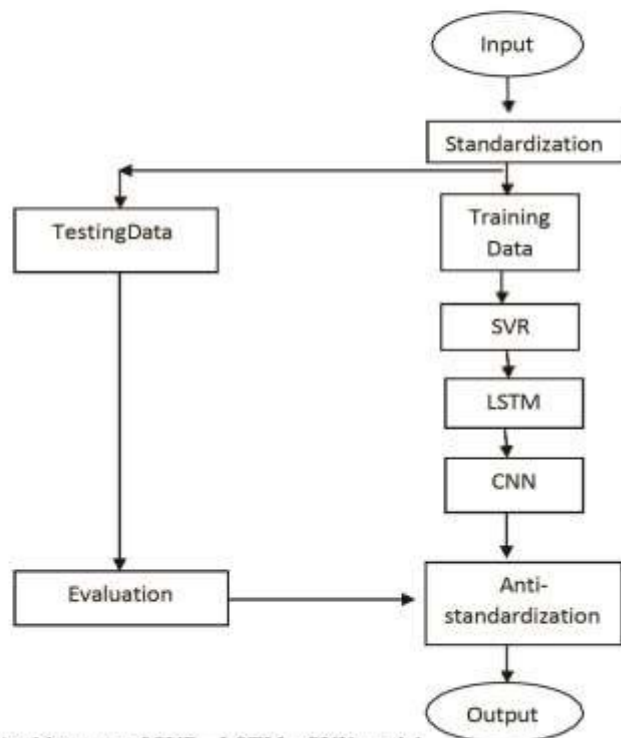 Input
Standardization
TestingData
Training
Data
SVR
LSTM
CNN
Evaluation
Anti-
standardization
Output